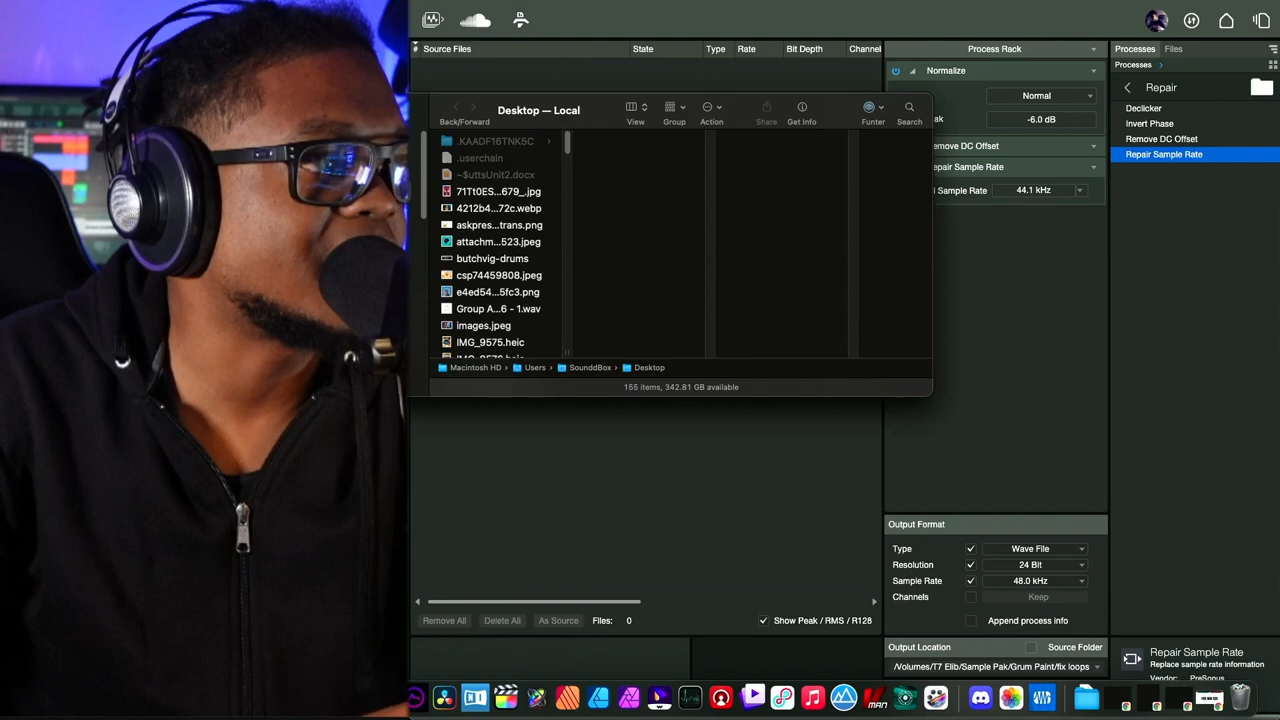 Source Files State Type Rate Bit Depth Channel
Process Rack
Processes Files
Processes
Normalize
Repair
Normal
Desktop — Local
Back/Forward View Group Action Share Get Info Funter Search
ak -6.0 dB
Declicker
Invert Phase
Remove DC Offset
Repair Sample Rate
emove DC Offset
epair Sample Rate
l Sample Rate 44.1 kHz
.KAADF16TNK5C
.userchain
~$uttsUnit2.docx
71Tt0ES...679_.jpg
4212b4...72c.webp
askpres...trans.png
attachm...523.jpeg
butchvig-drums
csp74459808.jpeg
e4ed54...5fc3.png
Group A...6 - 1.wav
images.jpeg
IMG_9575.heic
IMG_9576.heic
Macintosh HD Users SounddBox Desktop
155 items, 342.81 GB available
Output Format
Type Wave File
Resolution 24 Bit
Sample Rate 48.0 kHz
Channels Keep
Append process info
Remove All Delete All As Source Files: 0 Show Peak / RMS / R128
Output Location Source Folder
/Volumes/T7 Elib/Sample Pak/Grum Paint/fix loops
Repair Sample Rate
Replace sample rate information
Vendor: PreSonus
MAN